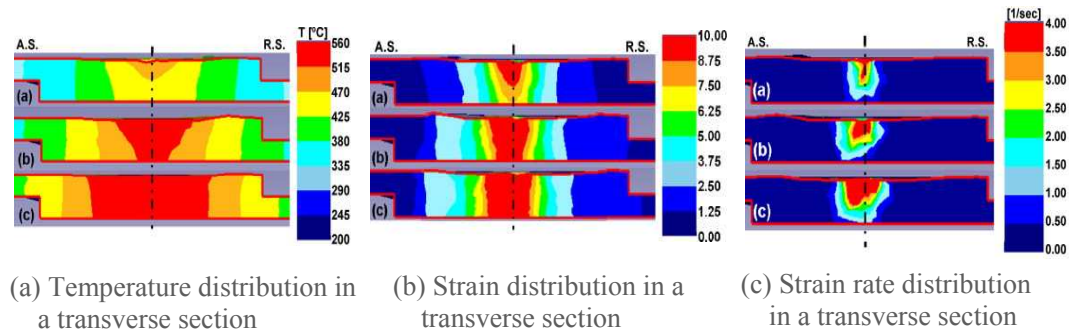 T [ºC]
A.S.
R.S.
560
515
470
425
380
335
290
245
200
(a)
(b)
(c)
A.S.
R.S.
10.00
8.75
7.50
6.25
5.00
3.75
2.50
1.25
0.00
(a)
(b)
(c)
[1/sec]
A.S.
R.S.
4.00
3.50
3.00
2.50
2.00
1.50
1.00
0.50
0.00
(a)
(b)
(c)
(a) Temperature distribution in
a transverse section
(b) Strain distribution in a
transverse section
(c) Strain rate distribution
in a transverse section